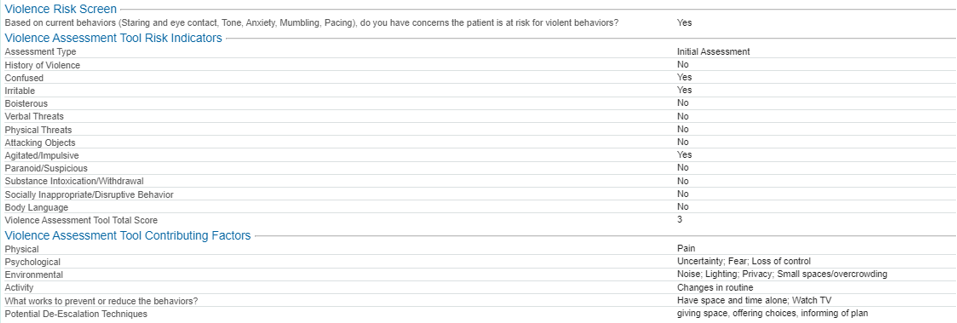 Violence Risk Screen
Based on current behaviors (Staring and eye contact, Tone, Anxiety, Mumbling, Pacing), do you have concerns the patient is at risk for violent behaviors? Yes
Violence Assessment Tool Risk Indicators
Assessment Type Initial Assessment
History of Violence No
Confused Yes
Irritable Yes
Boisterous No
Verbal Threats No
Physical Threats No
Attacking Objects No
Agitated/Impulsive Yes
Paranoid/Suspicious No
Substance Intoxication/Withdrawal No
Socially Inappropriate/Disruptive Behavior No
Body Language No
Violence Assessment Tool Total Score 3
Violence Assessment Tool Contributing Factors
Physical Pain
Psychological Uncertainty; Fear; Loss of control
Environmental Noise; Lighting; Privacy; Small spaces/overcrowding
Activity Changes in routine
What works to prevent or reduce the behaviors? Have space and time alone; Watch TV
Potential De-Escalation Techniques giving space, offering choices, informing of plan